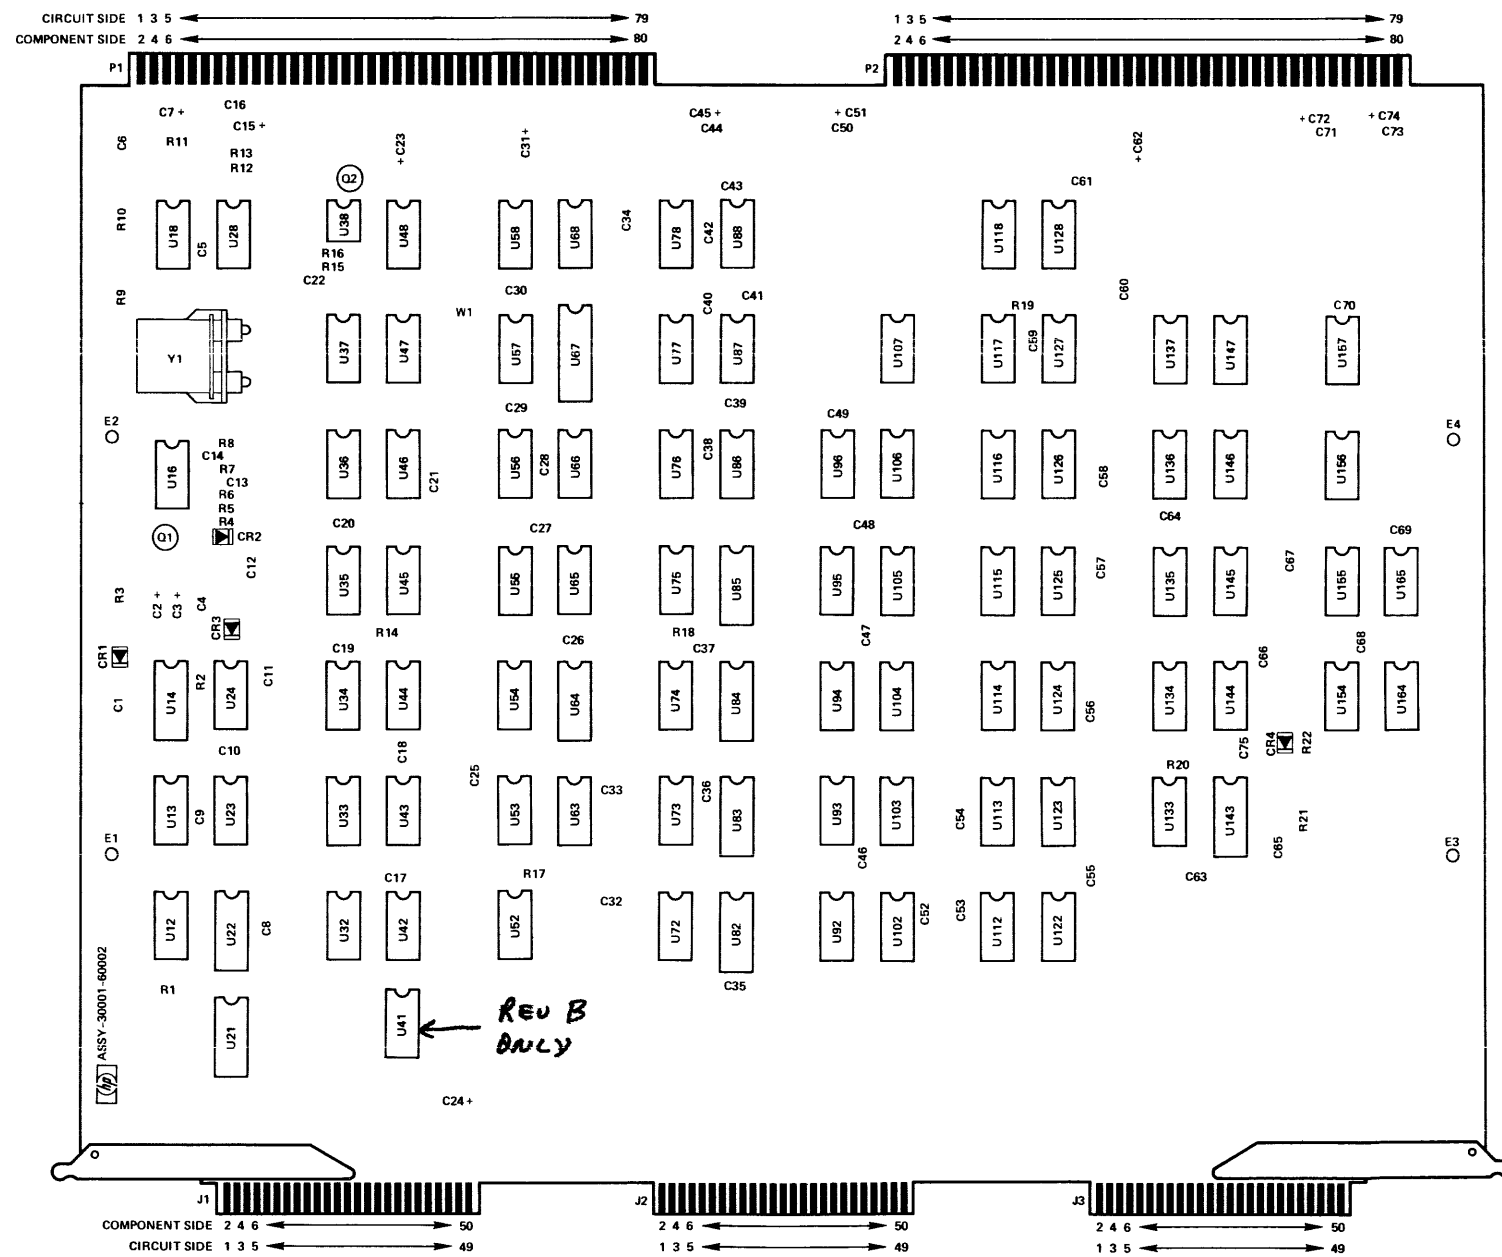 CIRCUIT SIDE 1 3 5 79
COMPONENT SIDE 2 4 6 80
1 3 5 79
2 4 6 80
P1
P2
C7 +
C16
C15 +
C45 +
C44
+ C51
C50
+ C72
C71
+ C74
C73
C6
R11
R13
R12
+ C23
C31 +
+ C62
Q2
C43
C61
R10
U18
C5
U28
U38
U48
U58
U68
C34
U78
C42
U88
U118
U128
R16
R15
C22
R9
C30
C40
C41
C60
R19
C70
W1
Y1
U37
U47
U57
U67
U77
U87
U107
U117
C59
U127
U137
U147
U157
E2
C29
C39
C49
E4
U16
R8
C14
R7
C13
R6
R5
R4
U36
U46
C21
U56
C28
U66
U76
C38
U86
U96
U106
U116
U126
C58
U136
U146
U156
Q1
CR2
C20
C27
C48
C64
C69
C12
R3
C2 +
C3 +
C4
CR3
U35
U45
U56
U65
U75
U85
U95
U105
U115
U125
C57
U135
U145
C67
U155
U165
CR1
R14
C26
R18
C37
C47
C19
C66
C68
C1
U14
R2
U24
C11
U34
U44
U54
U64
U74
U84
U94
U104
U114
U124
C56
U134
U144
U154
U164
C10
C18
C25
C75
CR4
R22
R20
U13
C9
U23
U33
U43
U53
U63
C33
U73
C36
U83
U93
U103
C54
U113
U123
U133
U143
R21
E1
C46
C65
E3
C17
R17
C55
C63
U12
U22
C8
U32
U42
U52
C32
U72
U82
U92
U102
C52
C53
U112
U122
R1
C35
ASSY-30001-60002
hp
U21
U41
REV B
ONLY
C24 +
J1
J2
J3
COMPONENT SIDE 2 4 6 50
CIRCUIT SIDE 1 3 5 49
2 4 6 50
1 3 5 49
2 4 6 50
1 3 5 49